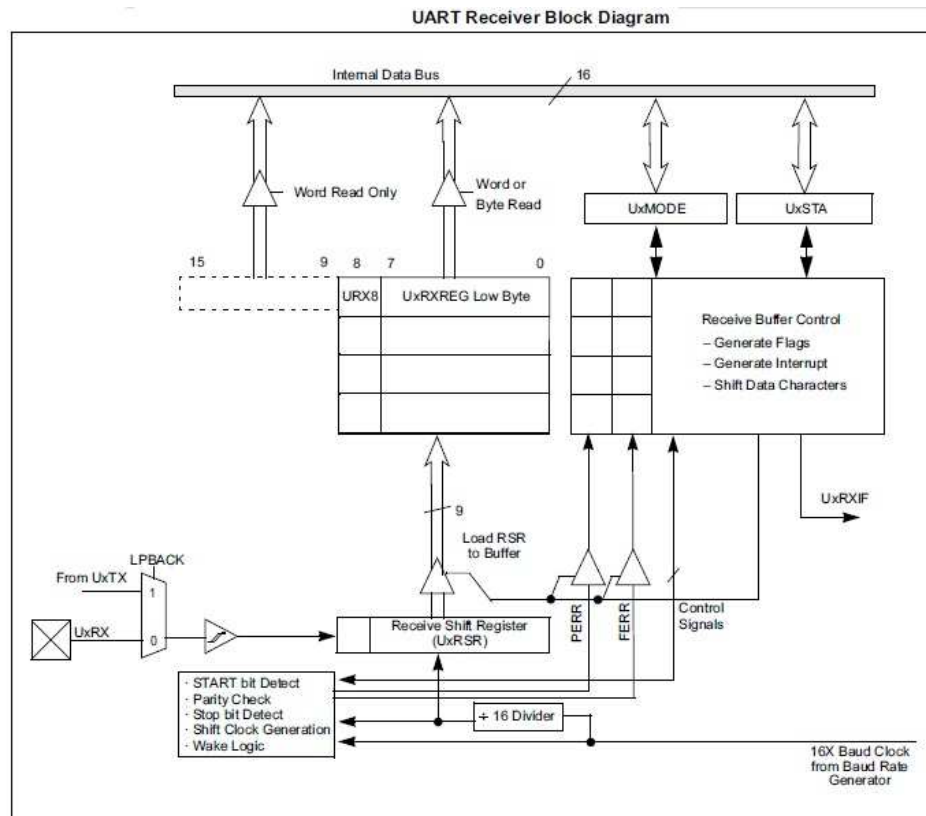 UART Receiver Block Diagram
Internal Data Bus
16
Word Read Only
Word or
Byte Read
UxMODE
UxSTA
15
9
8
7
0
URX8
UxRXREG Low Byte
Receive Buffer Control
– Generate Flags
– Generate Interrupt
– Shift Data Characters
UxRXIF
9
Load RSR
to Buffer
LPBACK
From UxTX
1
UxRX
0
Receive Shift Register
(UxRSR)
PERR
FERR
Control
Signals
· START bit Detect
· Parity Check
· Stop bit Detect
· Shift Clock Generation
· Wake Logic
÷ 16 Divider
16X Baud Clock
from Baud Rate
Generator